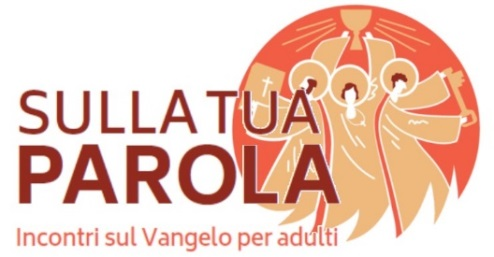 SULLA TUA
PAROLA
Incontri sul Vangelo per adulti